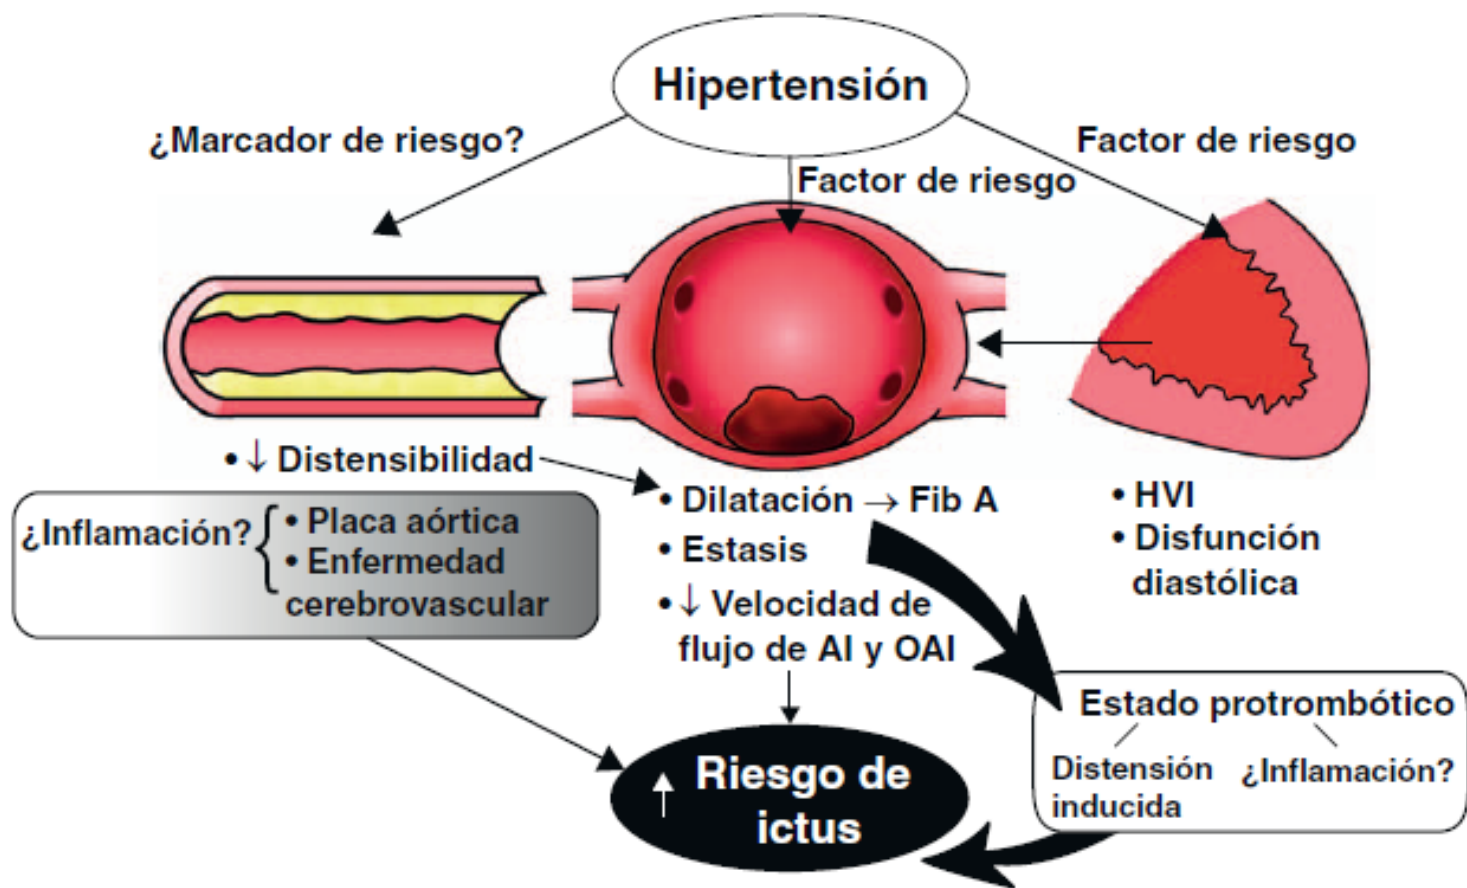 Hipertensión
¿Marcador de riesgo?
Factor de riesgo
Factor de riesgo
• ↓ Distensibilidad
¿Inflamación? { • Placa aórtica
• Enfermedad
cerebrovascular
• Dilatación → Fib A
• Estasis
• ↓ Velocidad de
flujo de AI y OAI
• HVI
• Disfunción
diastólica
Estado protrombótico
Distensión
inducida
¿Inflamación?
↑ Riesgo de
ictus